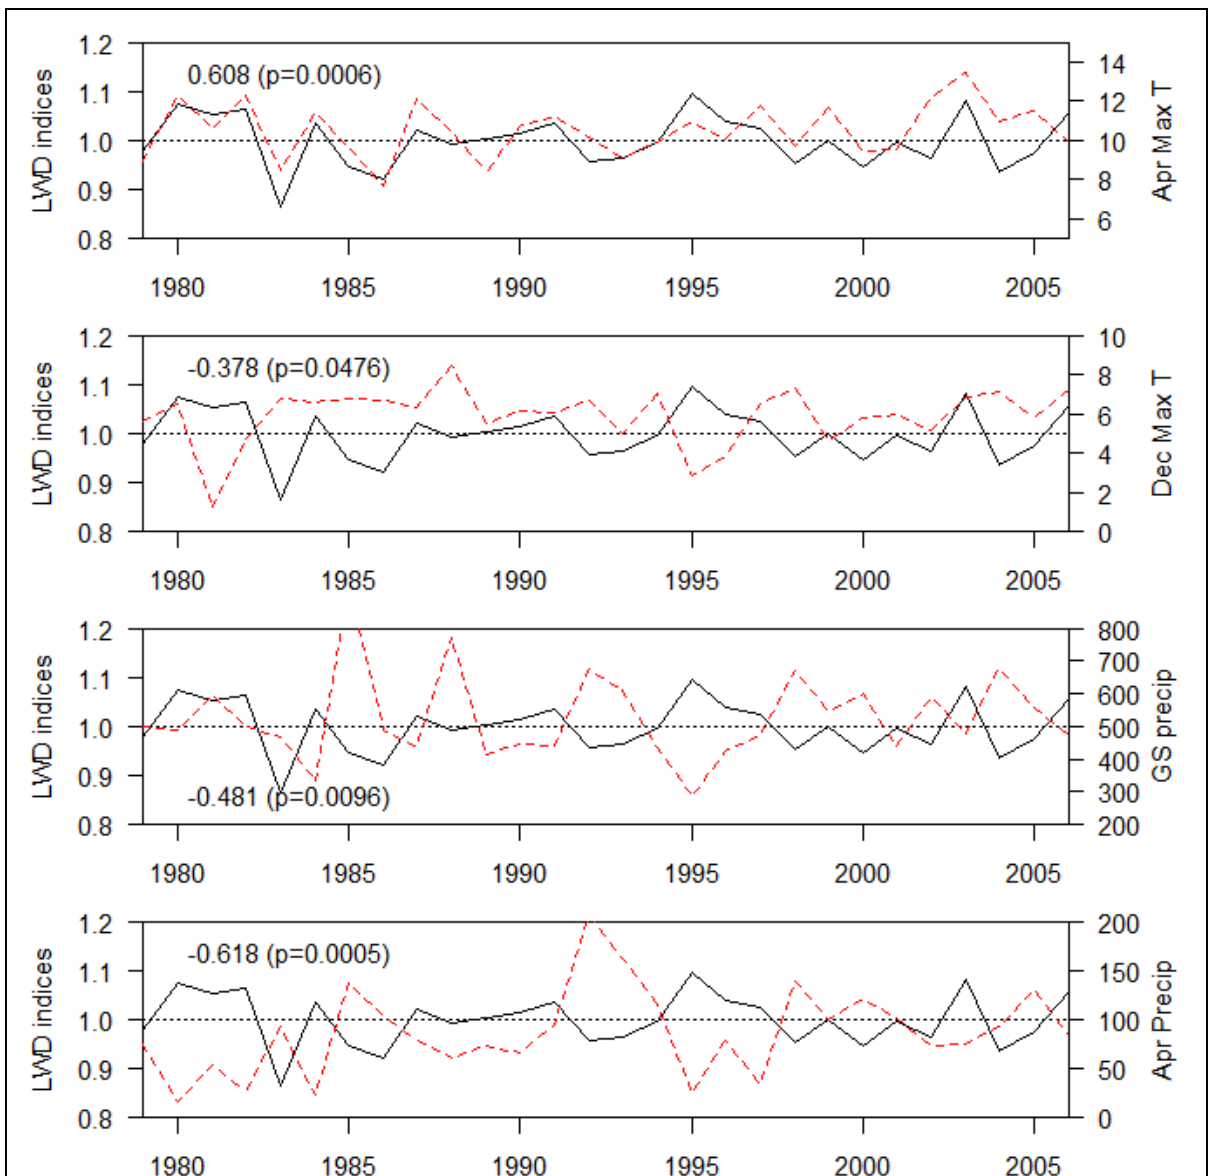 1.2
1.1
1.0
0.9
0.8
LWD indices
0.608 (p=0.0006)
14
12
10
8
6
Apr Max T
1980 1985 1990 1995 2000 2005
1.2
1.1
1.0
0.9
0.8
LWD indices
-0.378 (p=0.0476)
10
8
6
4
2
0
Dec Max T
1980 1985 1990 1995 2000 2005
1.2
1.1
1.0
0.9
0.8
LWD indices
-0.481 (p=0.0096)
800
700
600
500
400
300
200
GS precip
1980 1985 1990 1995 2000 2005
1.2
1.1
1.0
0.9
0.8
LWD indices
-0.618 (p=0.0005)
200
150
100
50
0
Apr Precip
1980 1985 1990 1995 2000 2005